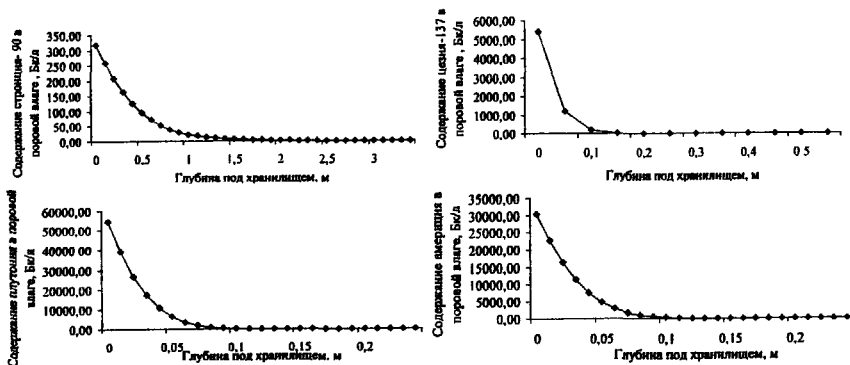 Содержание стронция- 90 в
поровой влаге , Бк/л
350,00
300,00
250,00
200,00
150,00
100,00
50,00
0,00
0 0,5 1 1,5 2 2,5 3
Глубина под хранилищем, м
Содержание цезия-137 в
поровой влаге, Бк/л
6000,00
5000,00
4000,00
3000,00
2000,00
1000,00
0,00
0 0,1 0,2 0,3 0,4 0 5
Глубина под хранилищем, м
Содержание плутония в поровой
влаге, Бк/л
60000,00
50000,00
40000,00
30000,00
20000,00
10000,00
0,00
0 0,05 0,1 0,15 0,2
Глубина под хранилищем, м
Содержание америция в
поровой влаге, Бк/л
35000,00
30000,00
25000,00
20000,00
15000,00
10000,00
5000,00
0,00
0 0,05 0,1 0,15 0,2
Глубина под хранилищем, м